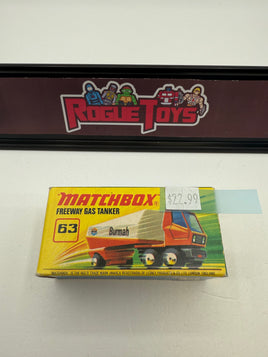 ROGUE TOYS
MATCHBOX
$22.99
FREEWAY GAS TANKER
63
Burmah